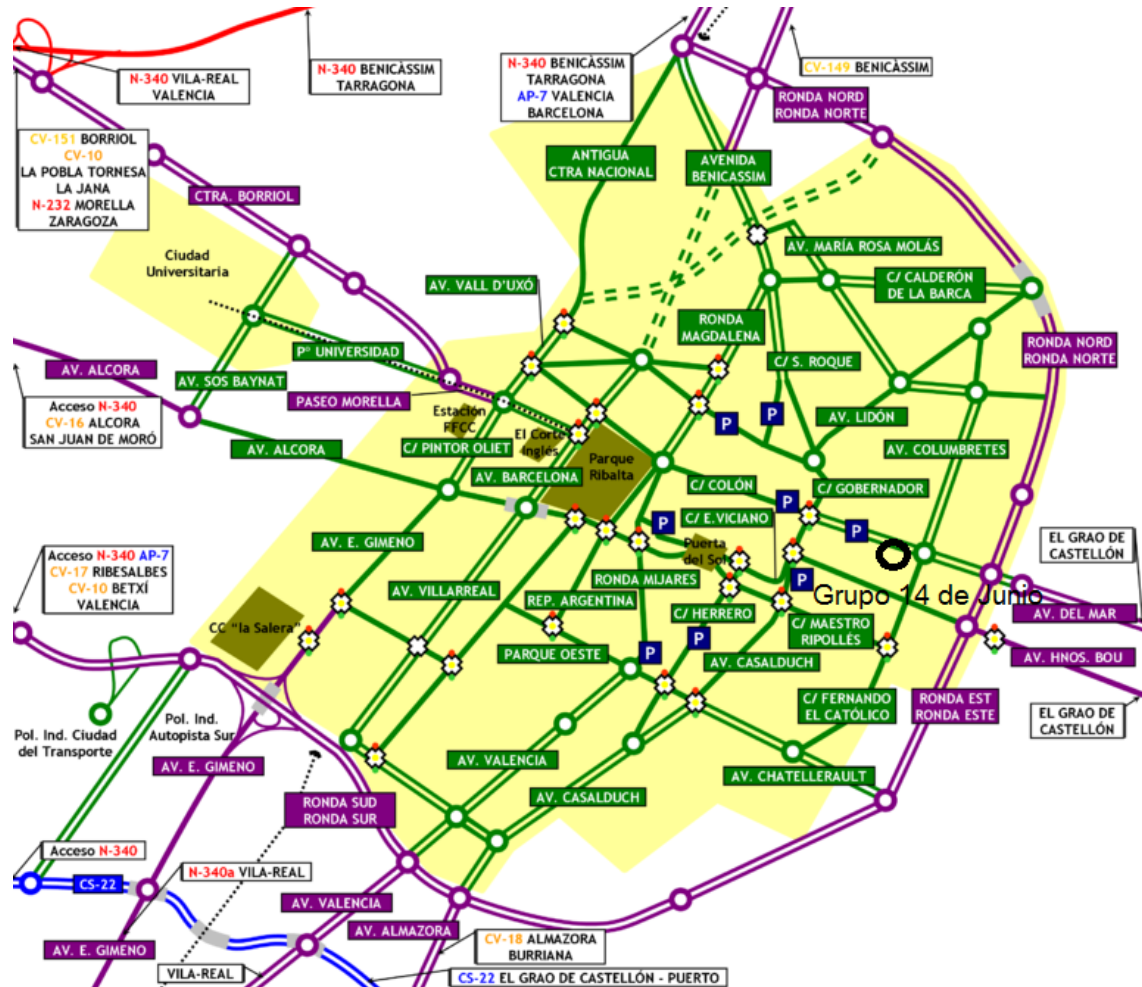 N-340 VILA-REAL
VALENCIA
N-340 BENICÀSSIM
TARRAGONA
N-340 BENICÀSSIM
TARRAGONA
AP-7 VALENCIA
BARCELONA
CV-149 BENICÀSSIM
RONDA NORD
RONDA NORTE
CV-151 BORRIOL
CV-10
LA POBLA TORNESA
LA JANA
N-232 MORELLA
ZARAGOZA
CTRA. BORRIOL
ANTIGUA
CTRA NACIONAL
AVENIDA
BENICASSIM
Ciudad
Universitaria
AV. MARÍA ROSA MOLÁS
AV. VALL D'UXÓ
C/ CALDERÓN
DE LA BARCA
RONDA
MAGDALENA
Pº UNIVERSIDAD
C/ S. ROQUE
RONDA NORD
RONDA NORTE
AV. ALCORA
AV. SOS BAYNAT
PASEO MORELLA
Acceso N-340
CV-16 ALCORA
SAN JUAN DE MORÓ
Estación
FFCC
El Corte
Inglés
P
P
AV. LIDÓN
AV. ALCORA
C/ PINTOR OLIET
Parque
Ribalta
AV. COLUMBRETES
AV. BARCELONA
C/ COLÓN
C/ GOBERNADOR
P
P
P
C/ E.VICIANO
Acceso N-340 AP-7
CV-17 RIBESALBES
CV-10 BETXÍ
VALENCIA
AV. E. GIMENO
Puerta
del Sol
EL GRAO DE
CASTELLÓN
RONDA MIJARES
P
AV. VILLARREAL
REP. ARGENTINA
Grupo 14 de Junio
C/ HERRERO
AV. DEL MAR
CC "la Salera"
C/ MAESTRO
RIPOLLÉS
P
P
PARQUE OESTE
AV. CASALDUCH
AV. HNOS. BOU
C/ FERNANDO
EL CATÓLICO
RONDA EST
RONDA ESTE
EL GRAO DE
CASTELLÓN
Pol. Ind. Ciudad
del Transporte
Pol. Ind.
Autopista Sur
AV. E. GIMENO
AV. VALENCIA
AV. CHATELLERAULT
RONDA SUD
RONDA SUR
AV. CASALDUCH
Acceso N-340
N-340a VILA-REAL
CS-22
AV. VALENCIA
AV. ALMAZORA
AV. E. GIMENO
CV-18 ALMAZORA
BURRIANA
VILA-REAL
CS-22 EL GRAO DE CASTELLÓN - PUERTO